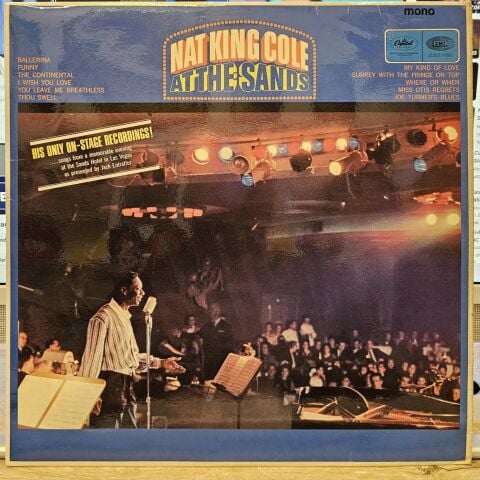 mono
NAT KING COLE
AT THE SANDS
Capitol
EMI
BALLERINA
FUNNY
THE CONTINENTAL
I WISH YOU LOVE
YOU LEAVE ME BREATHLESS
THOU SWELL
MY KIND OF LOVE
SURREY WITH THE FRINGE ON TOP
WHERE OR WHEN
MISS OTIS REGRETS
JOE TURNER'S BLUES
HIS ONLY ON-STAGE RECORDINGS!
...songs from a memorable evening
at the Sands Hotel in Las Vegas
as presented by Jack Entratter